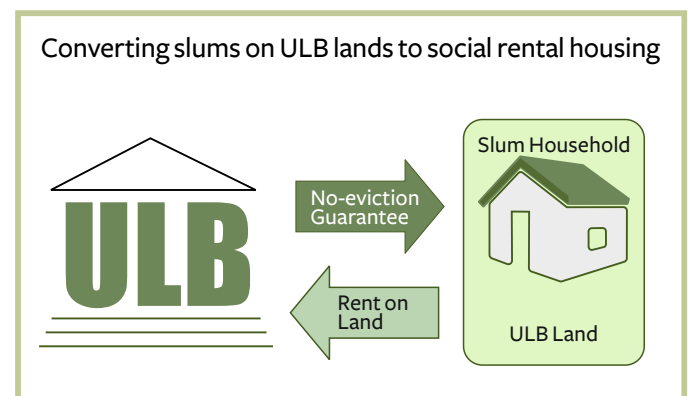 Converting slums on ULB lands to social rental housing
Slum Household
No-eviction
Guarantee
ULB
Rent on
Land
ULB Land